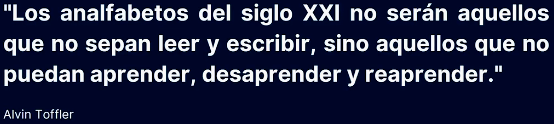 "Los analfabetos del siglo XXI no serán aquellos
que no sepan leer y escribir, sino aquellos que no
puedan aprender, desaprender y reaprender."
Alvin Toffler